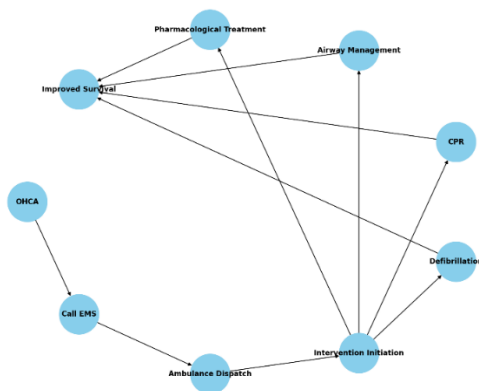 Pharmacological Treatment
Airway Management
Improved Survival
CPR
OHCA
Defibrillation
Call EMS
Intervention Initiation
Ambulance Dispatch